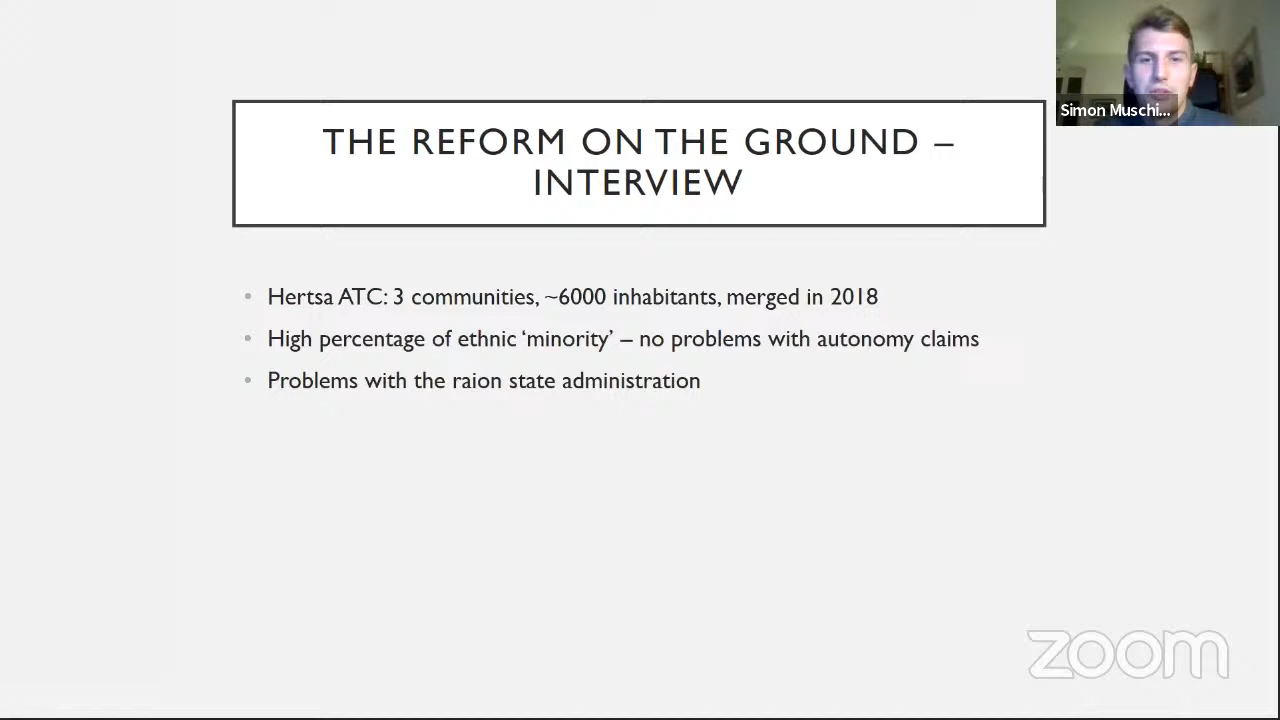 Simon Muschi...
THE REFORM ON THE GROUND –
INTERVIEW
• Hertsa ATC: 3 communities, ~6000 inhabitants, merged in 2018
• High percentage of ethnic ‘minority’ – no problems with autonomy claims
• Problems with the raion state administration
zoom